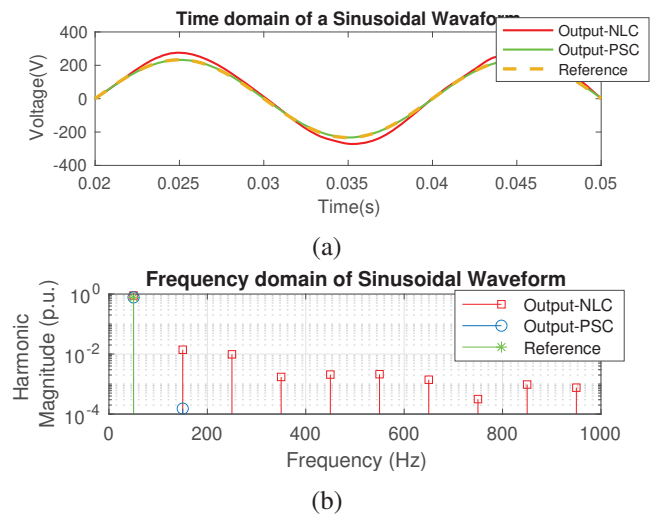 Time domain of a Sinusoidal Waveform
Output-NLC
Output-PSC
Reference
Voltage(V)
400
200
0
-200
-400
0.02 0.025 0.03 0.035 0.04 0.045 0.05
Time(s)
(a)
Frequency domain of Sinusoidal Waveform
Output-NLC
Output-PSC
Reference
Harmonic
Magnitude (p.u.)
10^0
10^-2
10^-4
0 200 400 600 800 1000
Frequency (Hz)
(b)